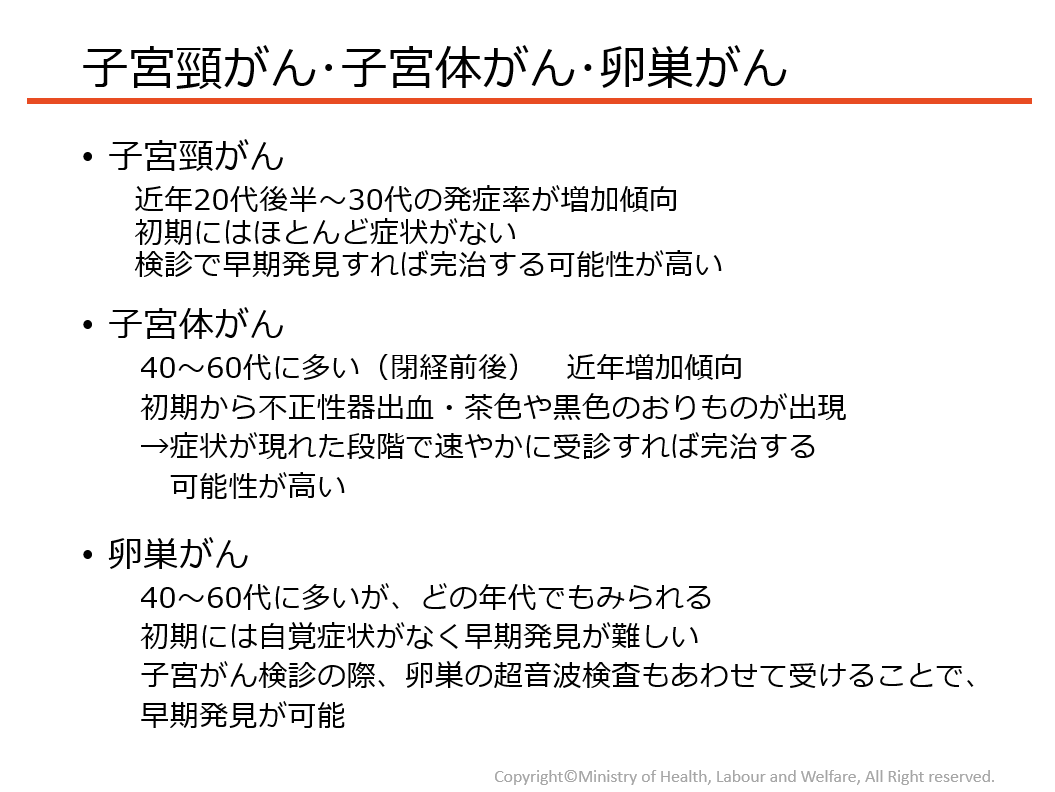 子宮頸がん･子宮体がん･卵巣がん
• 子宮頸がん
近年20代後半～30代の発症率が増加傾向
初期にはほとんど症状がない
検診で早期発見すれば完治する可能性が高い
• 子宮体がん
40～60代に多い（閉経前後）　近年増加傾向
初期から不正性器出血・茶色や黒色のおりものが出現
→症状が現れた段階で速やかに受診すれば完治する
可能性が高い
• 卵巣がん
40～60代に多いが、どの年代でもみられる
初期には自覚症状がなく早期発見が難しい
子宮がん検診の際、卵巣の超音波検査もあわせて受けることで、
早期発見が可能
Copyright©Ministry of Health, Labour and Welfare, All Right reserved.